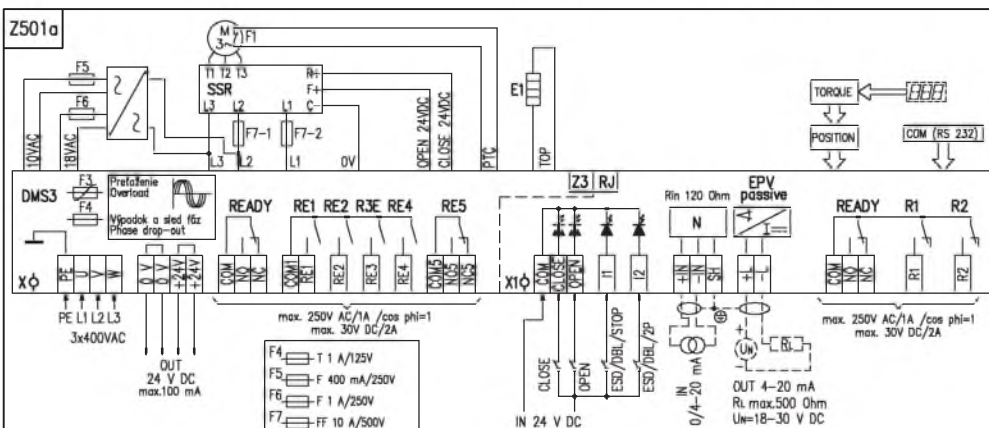 Z501a
M
3~
F1
T1 T2 T3
SSR
R+
F+
C-
L3 L2 L1
F5
F6
F7-1
F7-2
10VAC
18VAC
L3 L2 L1 0V
OPEN 24VDC
CLOSE 24VDC
PTC
E1
TOP
TORQUE
POSITION
COM (RS 232)
DMS3
F3
F4
Preťaženie
Overload
Výpadok a sled fáz
Phase drop-out
READY
RE1 RE2 R3E RE4
RE5
Z3 RJ
Rin 120 Ohm
N
EPV
passive
READY
R1
R2
X
PE U V W
0 V
0 V
+24V
+24V
COM NO NC
COM1 RE1
RE2
RE3
RE4
COM5 NO5 NC5
X1
COM CLOSE OPEN
I1
I2
+IN -IN SH
+L -L
COM NO NC
R1
R2
PE L1 L2 L3
3x400VAC
OUT
24 V DC
max.100 mA
max. 250V AC/1A /cos phi=1
max. 30V DC/2A
F4 T 1 A/125V
F5 F 400 mA/250V
F6 F 1 A/250V
F7 FF 10 A/500V
CLOSE
OPEN
ESD/DBL/STOP
ESD/DBL/2P
IN 24 V DC
IN
0/4-20 mA
+
UN
-
RL
OUT 4-20 mA
RL max.500 Ohm
UN=18-30 V DC
max. 250V AC/1A /cos phi=1
max. 30V DC/2A